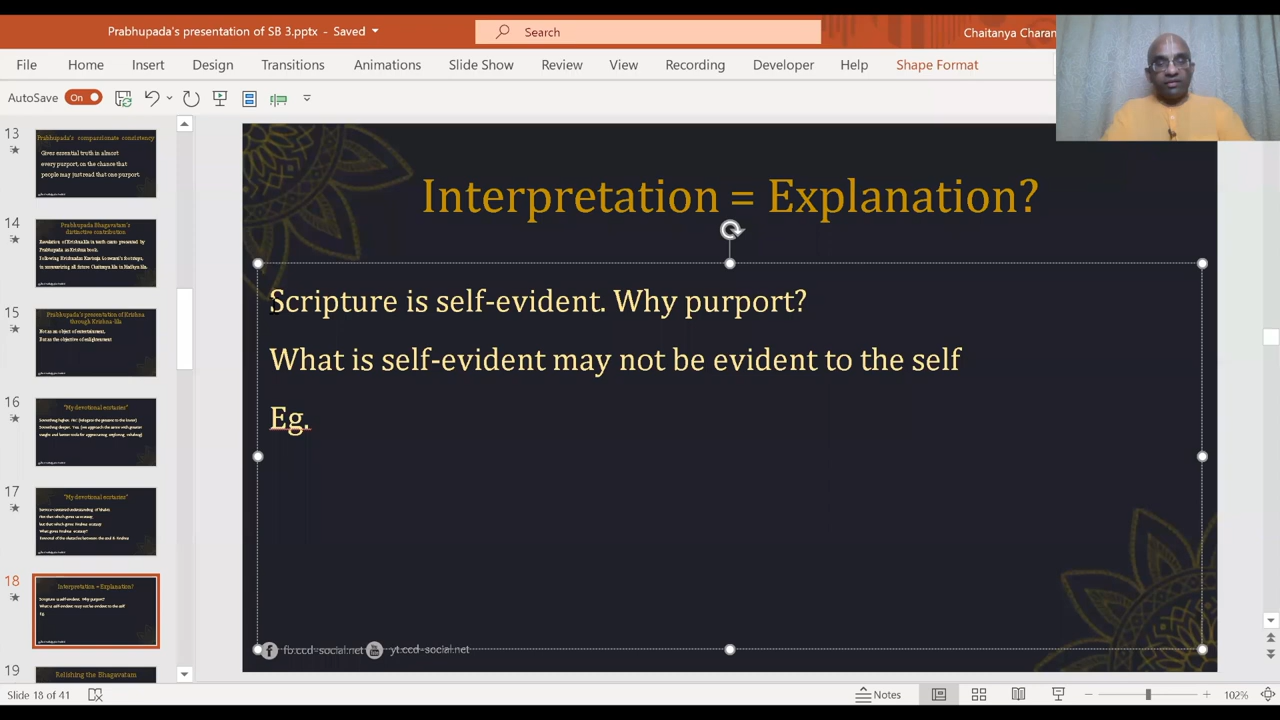 Prabhupada's presentation of SB 3.pptx - Saved
Search
Chaitanya Charan
File Home Insert Design Transitions Animations Slide Show Review View Recording Developer Help Shape Format
AutoSave On
13
Prabhupada's compassionate consistency
Gives essential truth in almost
every purport, on the chance that
people may just read that one purport.
14
Prabhupada Bhagavatam's
distinctive contribution
15
Prabhupada's presentation of Krishna
through Krishna-lila
Not as an object of entertainment,
But as the objective of enlightenment
16
"My devotional ecstasies"
17
"My devotional ecstasies"
18
Interpretation = Explanation?
Scripture is self-evident. Why purport?
What is self-evident may not be evident to the self
Eg.
19
Relishing the Bhagavatam
Interpretation = Explanation?
Scripture is self-evident. Why purport?
What is self-evident may not be evident to the self
Eg.
fb.ccd-social.net yt.ccd-social.net
Slide 18 of 41
Notes
102%